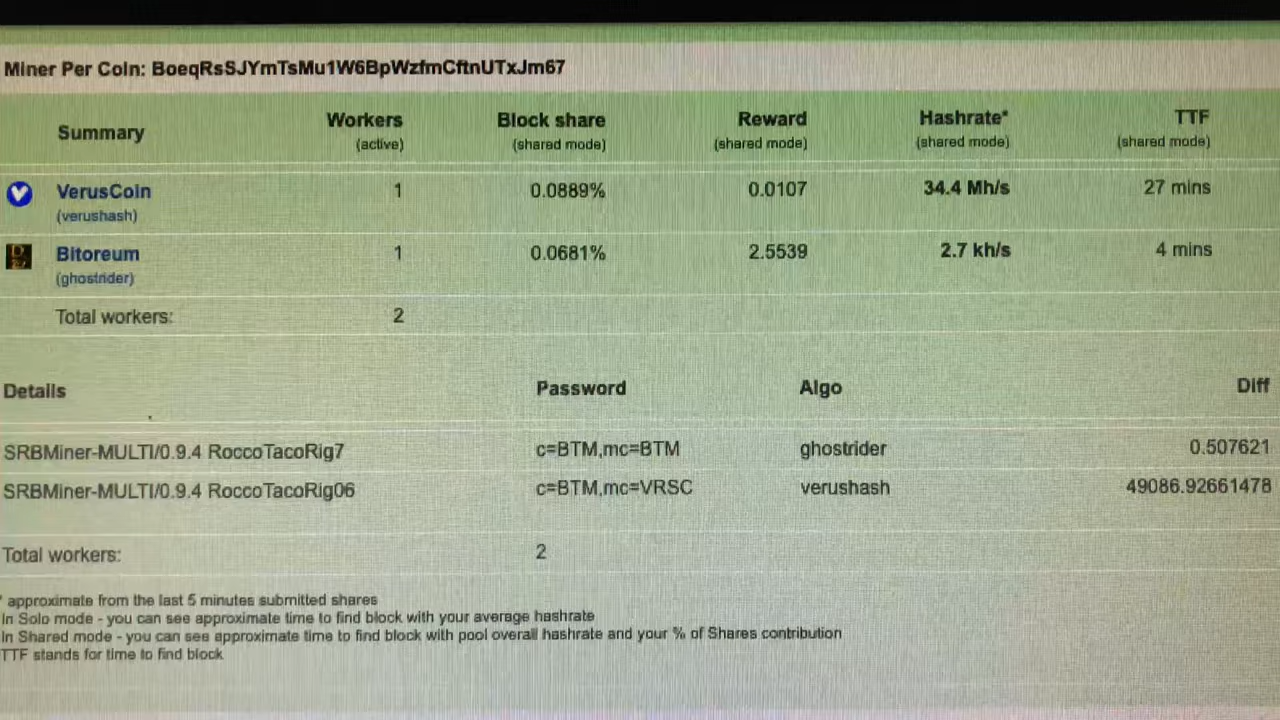 Miner Per Coin: BoeqRsSJYmTsMu1W6BpWzfmCftnUTxJm67
Summary Workers Block share Reward Hashrate* TTF
(active) (shared mode) (shared mode) (shared mode) (shared mode)
VerusCoin 1 0.0889% 0.0107 34.4 Mh/s 27 mins
(verushash)
Bitoreum 1 0.0681% 2.5539 2.7 kh/s 4 mins
(ghostrider)
Total workers: 2
Details Password Algo Diff
SRBMiner-MULTI/0.9.4 RoccoTacoRig7 c=BTM,mc=BTM ghostrider 0.507621
SRBMiner-MULTI/0.9.4 RoccoTacoRig06 c=BTM,mc=VRSC verushash 49086.92661478
Total workers: 2
* approximate from the last 5 minutes submitted shares
In Solo mode - you can see approximate time to find block with your average hashrate
In Shared mode - you can see approximate time to find block with pool overall hashrate and your % of Shares contribution
TTF stands for time to find block